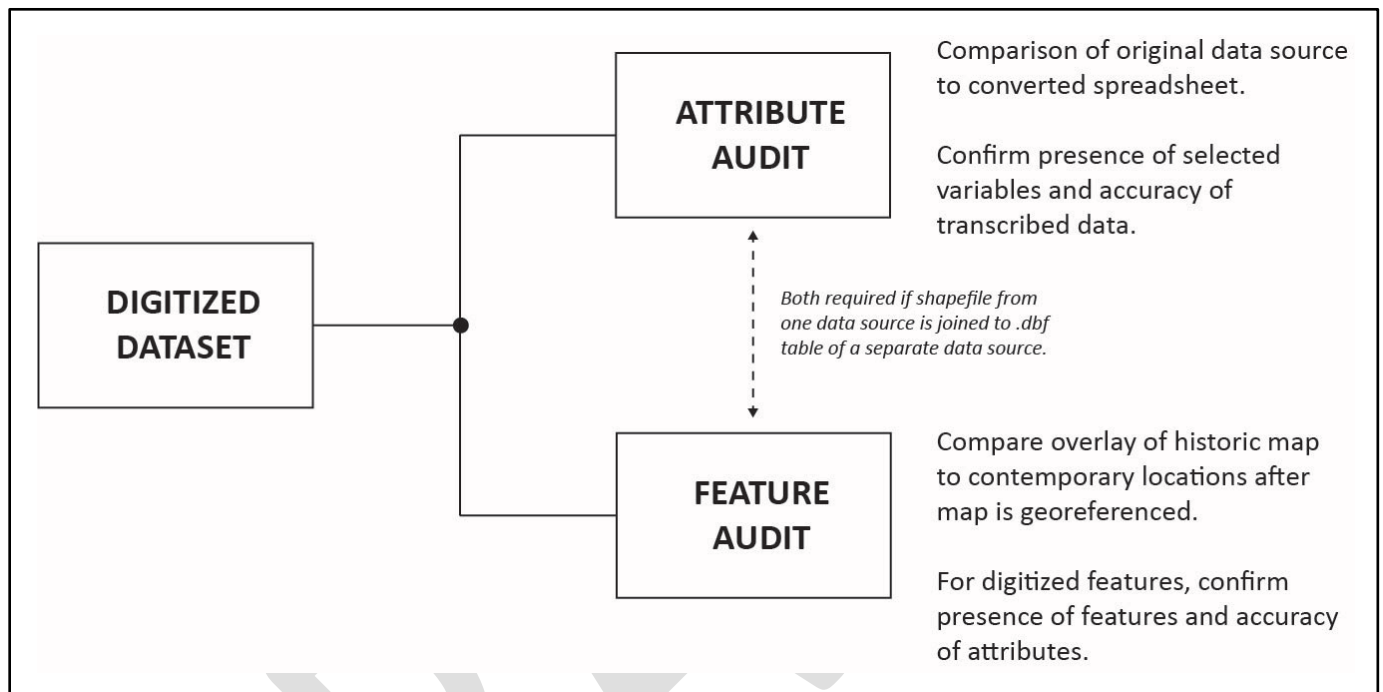 Comparison of original data source
to converted spreadsheet.
ATTRIBUTE
AUDIT
Confirm presence of selected
variables and accuracy of
transcribed data.
DIGITIZED
DATASET
Both required if shapefile from
one data source is joined to .dbf
table of a separate data source.
FEATURE
AUDIT
Compare overlay of historic map
to contemporary locations after
map is georeferenced.
For digitized features, confirm
presence of features and accuracy
of attributes.